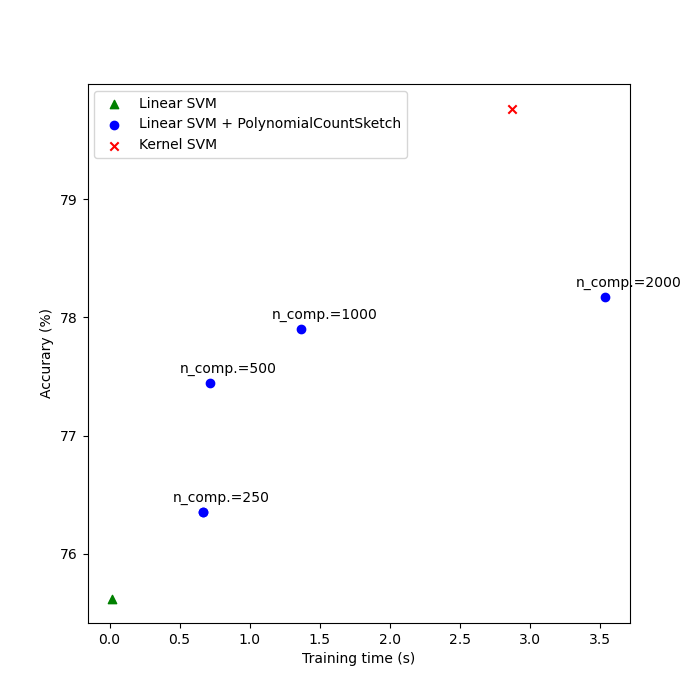 Linear SVM
Linear SVM + PolynomialCountSketch
Kernel SVM
79
78
77
76
Accurary (%)
n_comp.=2000
n_comp.=1000
n_comp.=500
n_comp.=250
0.0 0.5 1.0 1.5 2.0 2.5 3.0 3.5
Training time (s)